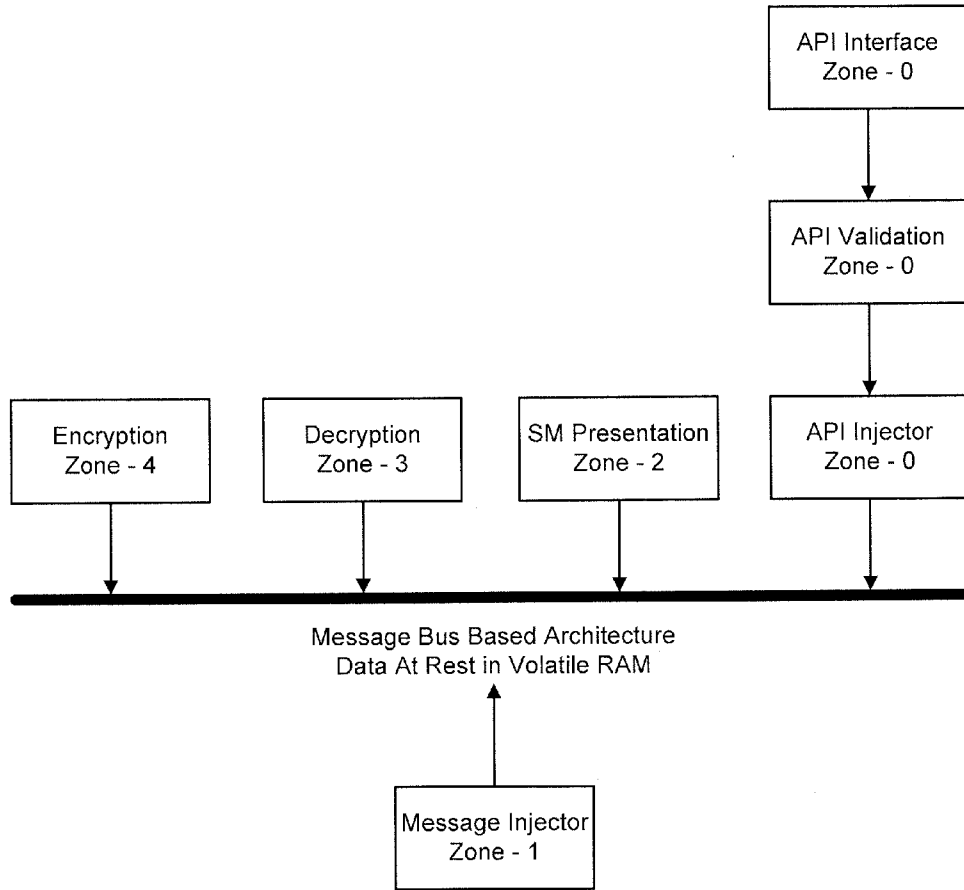 API Interface
Zone - 0
API Validation
Zone - 0
Encryption
Zone - 4
Decryption
Zone - 3
SM Presentation
Zone - 2
API Injector
Zone - 0
Message Bus Based Architecture
Data At Rest in Volatile RAM
Message Injector
Zone - 1